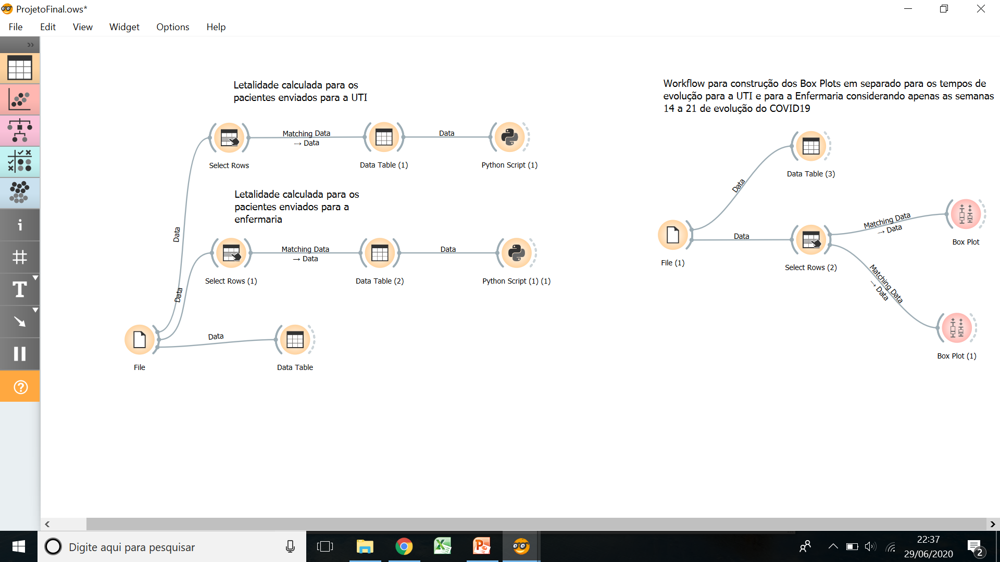 ProjetoFinal.ows*
File Edit View Widget Options Help
Letalidade calculada para os
pacientes enviados para a UTI
Matching Data
→ Data
Data
Select Rows
Data Table (1)
Python Script (1)
Letalidade calculada para os
pacientes enviados para a
enfermaria
Data
Matching Data
→ Data
Data
Select Rows (1)
Data Table (2)
Python Script (1) (1)
Data
Data
File
Data Table
Workflow para construção dos Box Plots em separado para os tempos de
evolução para a UTI e para a Enfermaria considerando apenas as semanas
14 a 21 de evolução do COVID19
Data Table (3)
Data
Matching Data
→ Data
Data
Box Plot
File (1)
Select Rows (2)
Matching Data
→ Data
Box Plot (1)
Digite aqui para pesquisar
22:37
29/06/2020
2